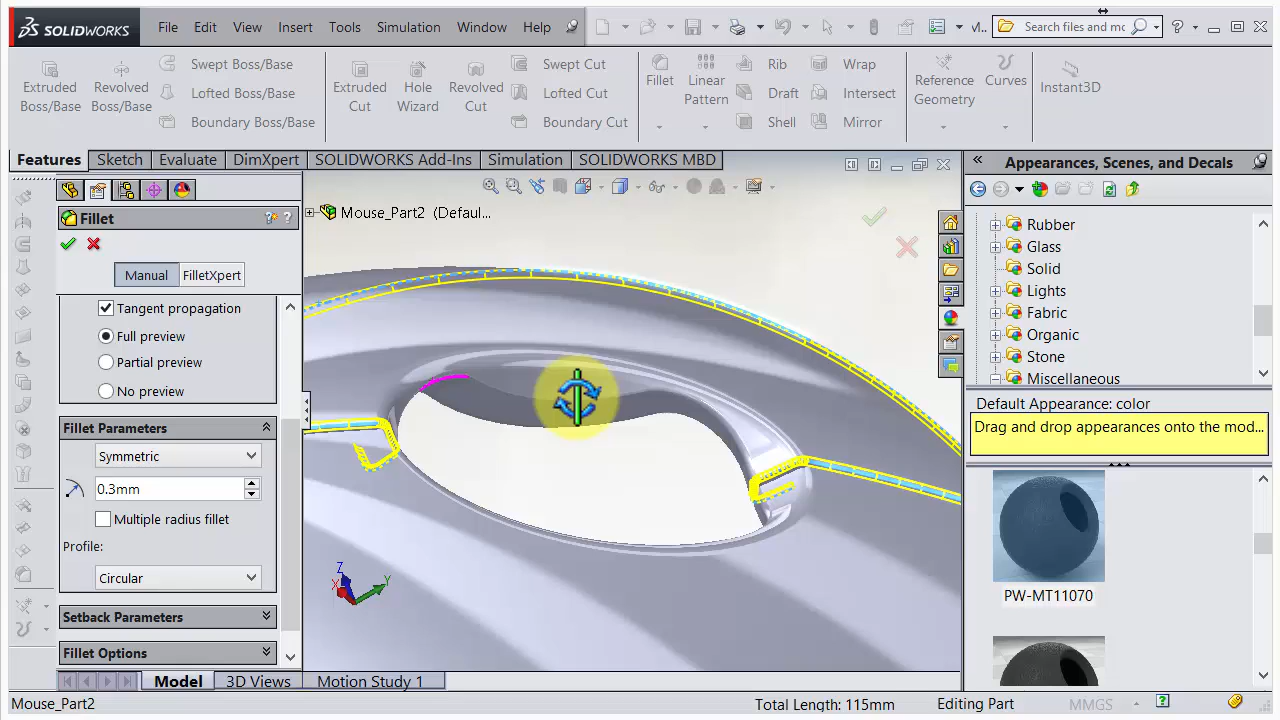 SOLIDWORKS File Edit View Insert Tools Simulation Window Help M.. Search files and mc ?
Extruded Boss/Base
Revolved Boss/Base
Swept Boss/Base
Lofted Boss/Base
Boundary Boss/Base
Extruded Cut
Hole Wizard
Revolved Cut
Swept Cut
Lofted Cut
Boundary Cut
Fillet
Linear Pattern
Rib
Draft
Shell
Wrap
Intersect
Mirror
Reference Geometry
Curves
Instant3D
Features Sketch Evaluate DimXpert SOLIDWORKS Add-Ins Simulation SOLIDWORKS MBD
Fillet ?
Manual FilletXpert
Tangent propagation
Full preview
Partial preview
No preview
Fillet Parameters
Symmetric
0.3mm
Multiple radius fillet
Profile:
Circular
Setback Parameters
Fillet Options
Mouse_Part2 (Defaul...
Z
X
Y
Appearances, Scenes, and Decals
Rubber
Glass
Solid
Lights
Fabric
Organic
Stone
Miscellaneous
Default Appearance: color
Drag and drop appearances onto the mod...
PW-MT11070
Model 3D Views Motion Study 1
Mouse_Part2 Total Length: 115mm Editing Part MMGS ?